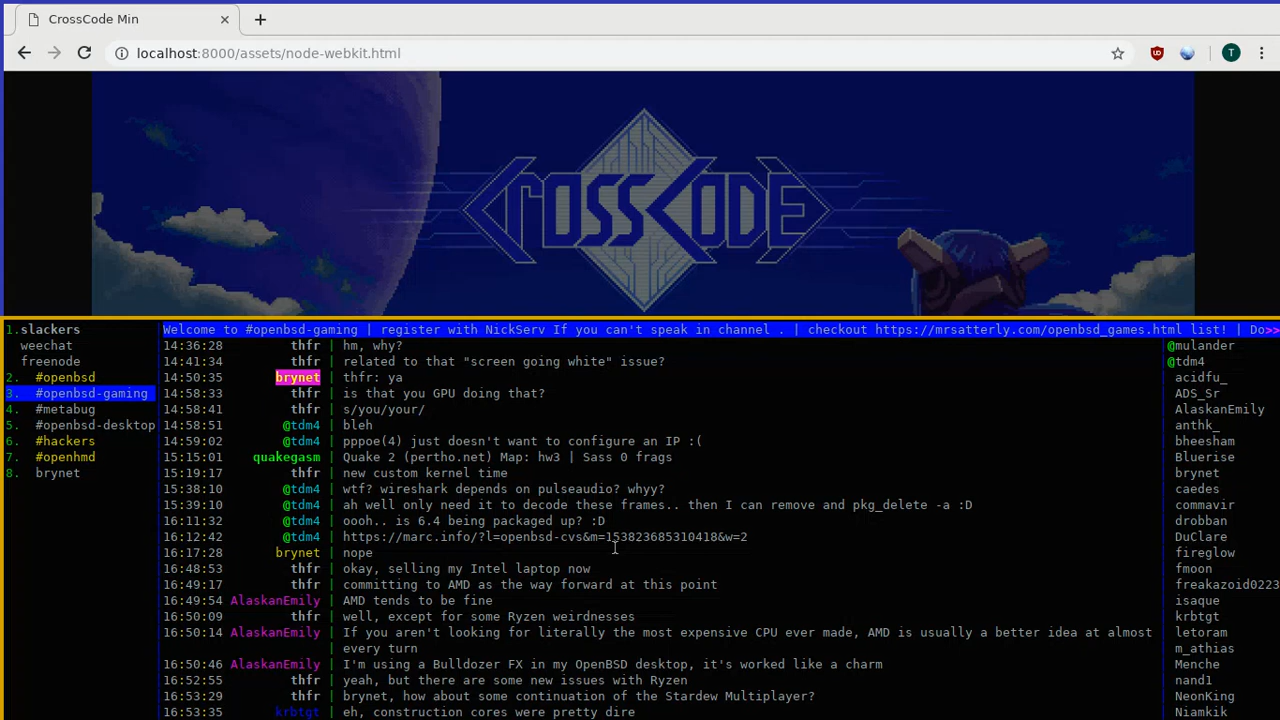 CrossCode Min
localhost:8000/assets/node-webkit.html
T
CROSSCODE
1.slackers
weechat
freenode
2. #openbsd
3. #openbsd-gaming
4. #metabug
5. #openbsd-desktop
6. #hackers
7. #openhmd
8. brynet
Welcome to #openbsd-gaming | register with NickServ If you can't speak in channel . | checkout https://mrsatterly.com/openbsd_games.html list! | Do>>
14:36:28 thfr | hm, why?
14:41:34 thfr | related to that "screen going white" issue?
14:50:35 brynet | thfr: ya
14:58:33 thfr | is that you GPU doing that?
14:58:41 thfr | s/you/your/
14:58:51 @tdm4 | bleh
14:59:02 @tdm4 | pppoe(4) just doesn't want to configure an IP :(
15:15:01 quakegasm | Quake 2 (pertho.net) Map: hw3 | Sass 0 frags
15:19:17 thfr | new custom kernel time
15:38:10 @tdm4 | wtf? wireshark depends on pulseaudio? whyy?
15:39:10 @tdm4 | ah well only need it to decode these frames.. then I can remove and pkg_delete -a :D
16:11:32 @tdm4 | oooh.. is 6.4 being packaged up? :D
16:12:42 @tdm4 | https://marc.info/?l=openbsd-cvs&m=153823685310418&w=2
16:17:28 brynet | nope
16:48:53 thfr | okay, selling my Intel laptop now
16:49:17 thfr | committing to AMD as the way forward at this point
16:49:54 AlaskanEmily | AMD tends to be fine
16:50:09 thfr | well, except for some Ryzen weirdnesses
16:50:14 AlaskanEmily | If you aren't looking for literally the most expensive CPU ever made, AMD is usually a better idea at almost
| every turn
16:50:46 AlaskanEmily | I'm using a Bulldozer FX in my OpenBSD desktop, it's worked like a charm
16:52:55 thfr | yeah, but there are some new issues with Ryzen
16:53:29 thfr | brynet, how about some continuation of the Stardew Multiplayer?
16:53:35 krbtgt | eh, construction cores were pretty dire
@mulander
@tdm4
acidfu_
ADS_Sr
AlaskanEmily
anthk_
bheesham
Bluerise
brynet
caedes
commavir
drobban
DuClare
fireglow
fmoon
freakazoid0223
isaque
krbtgt
letoram
m_athias
Menche
nand1
NeonKing
Niamkik